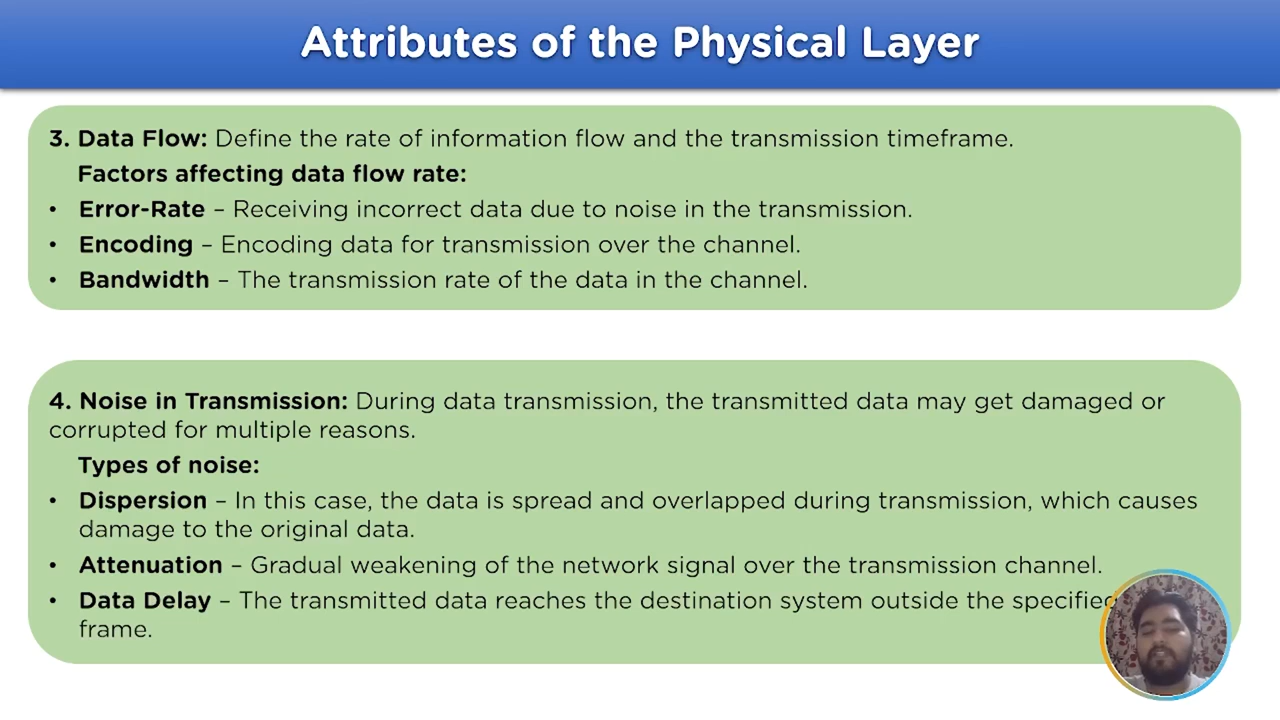 Attributes of the Physical Layer
3. Data Flow: Define the rate of information flow and the transmission timeframe.
Factors affecting data flow rate:
• Error-Rate – Receiving incorrect data due to noise in the transmission.
• Encoding – Encoding data for transmission over the channel.
• Bandwidth – The transmission rate of the data in the channel.
4. Noise in Transmission: During data transmission, the transmitted data may get damaged or
corrupted for multiple reasons.
Types of noise:
• Dispersion – In this case, the data is spread and overlapped during transmission, which causes
damage to the original data.
• Attenuation – Gradual weakening of the network signal over the transmission channel.
• Data Delay – The transmitted data reaches the destination system outside the specified
frame.